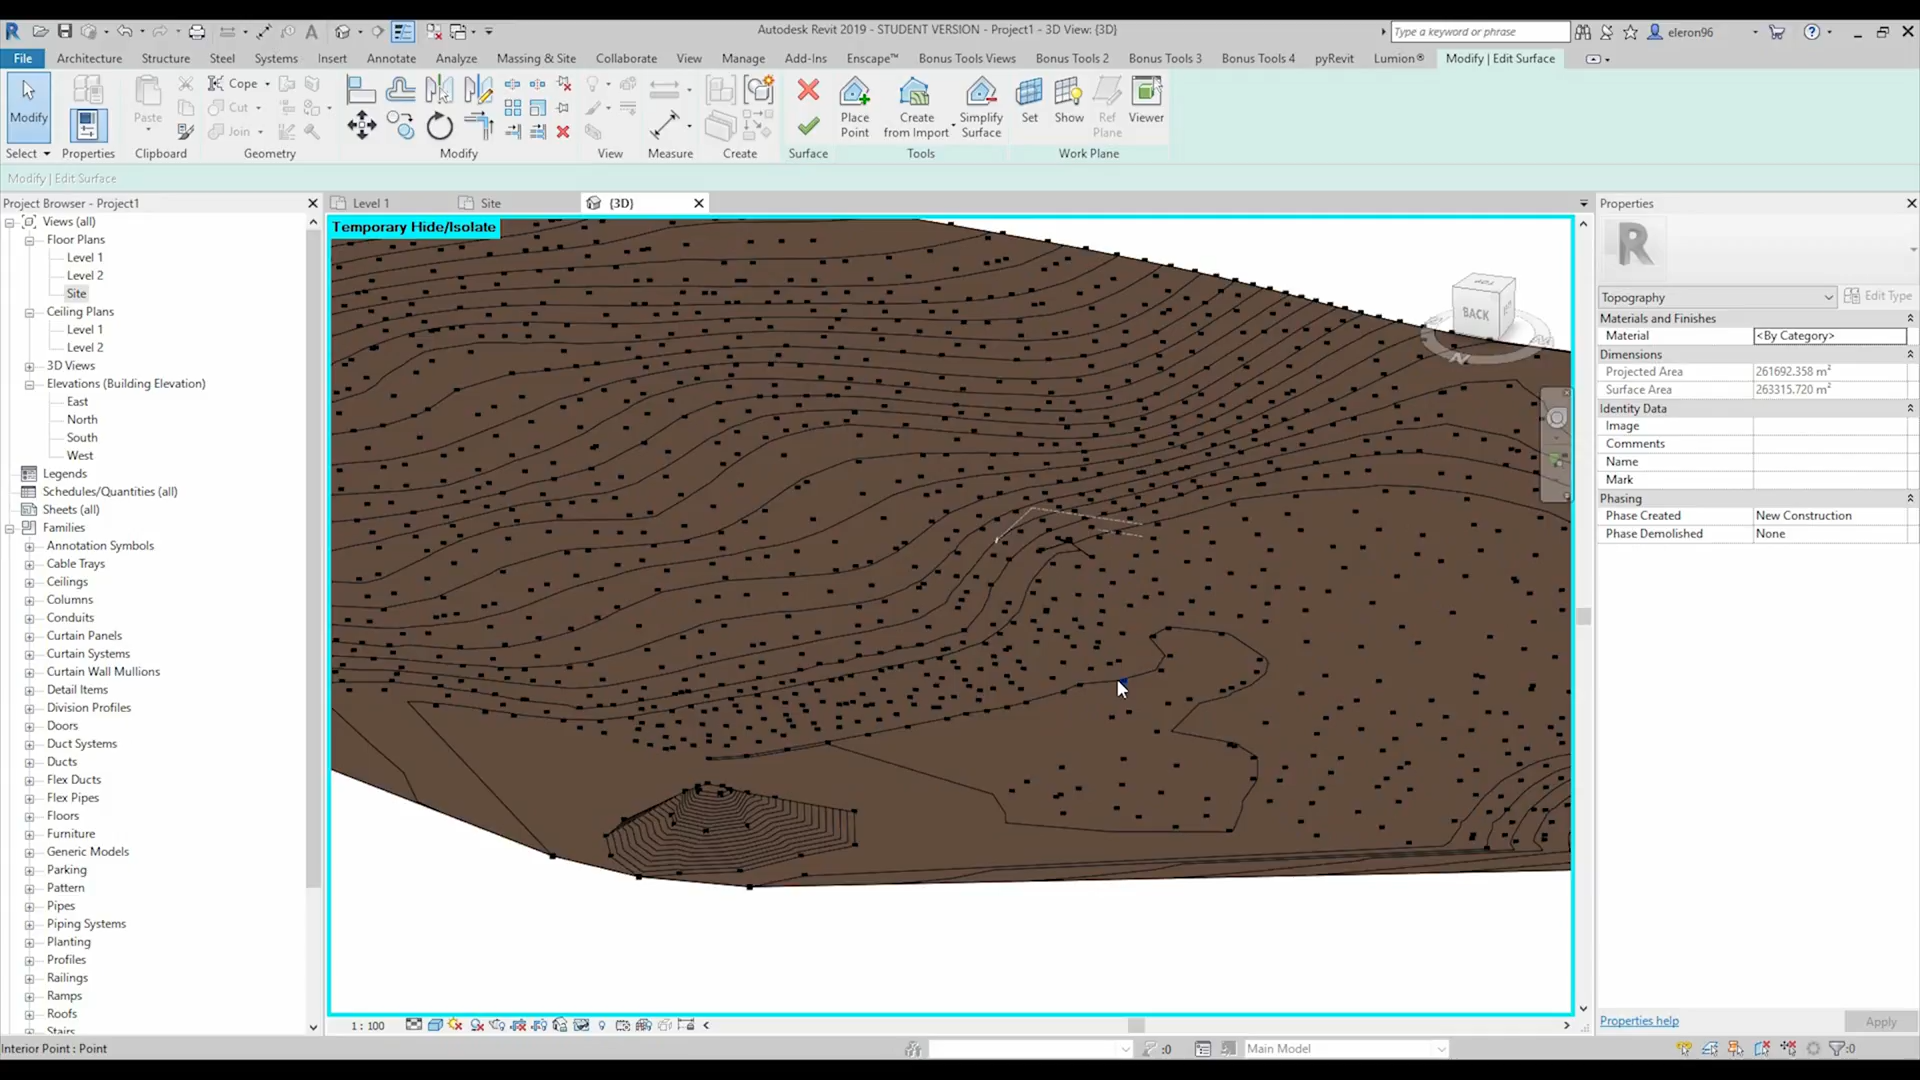 Autodesk Revit 2019 - STUDENT VERSION - Project1 - 3D View: {3D}
Type a keyword or phrase
eleron96
File
Architecture
Structure
Steel
Systems
Insert
Annotate
Analyze
Massing & Site
Collaborate
View
Manage
Add-Ins
Enscape™
Bonus Tools Views
Bonus Tools 2
Bonus Tools 3
Bonus Tools 4
pyRevit
Lumion®
Modify | Edit Surface
Modify
Paste
Cope
Cut
Join
Place Point
Create from Import
Simplify Surface
Set
Show
Ref Plane
Viewer
Select
Properties
Clipboard
Geometry
Modify
View
Measure
Create
Surface
Tools
Work Plane
Modify | Edit Surface
Project Browser - Project1
Level 1
Site
{3D}
Properties
Views (all)
Floor Plans
Level 1
Level 2
Site
Ceiling Plans
Level 1
Level 2
3D Views
Elevations (Building Elevation)
East
North
South
West
Legends
Schedules/Quantities (all)
Sheets (all)
Families
Annotation Symbols
Cable Trays
Ceilings
Columns
Conduits
Curtain Panels
Curtain Systems
Curtain Wall Mullions
Detail Items
Division Profiles
Doors
Duct Systems
Ducts
Flex Ducts
Flex Pipes
Floors
Furniture
Generic Models
Parking
Pattern
Pipes
Piping Systems
Planting
Profiles
Railings
Ramps
Roofs
Stairs
Temporary Hide/Isolate
TOP
BACK
N
Topography
Edit Type
Materials and Finishes
Material <By Category>
Dimensions
Projected Area 261692.358 m²
Surface Area 263315.720 m²
Identity Data
Image
Comments
Name
Mark
Phasing
Phase Created New Construction
Phase Demolished None
Properties help
Apply
1 : 100
Interior Point : Point
:0
Main Model
:0